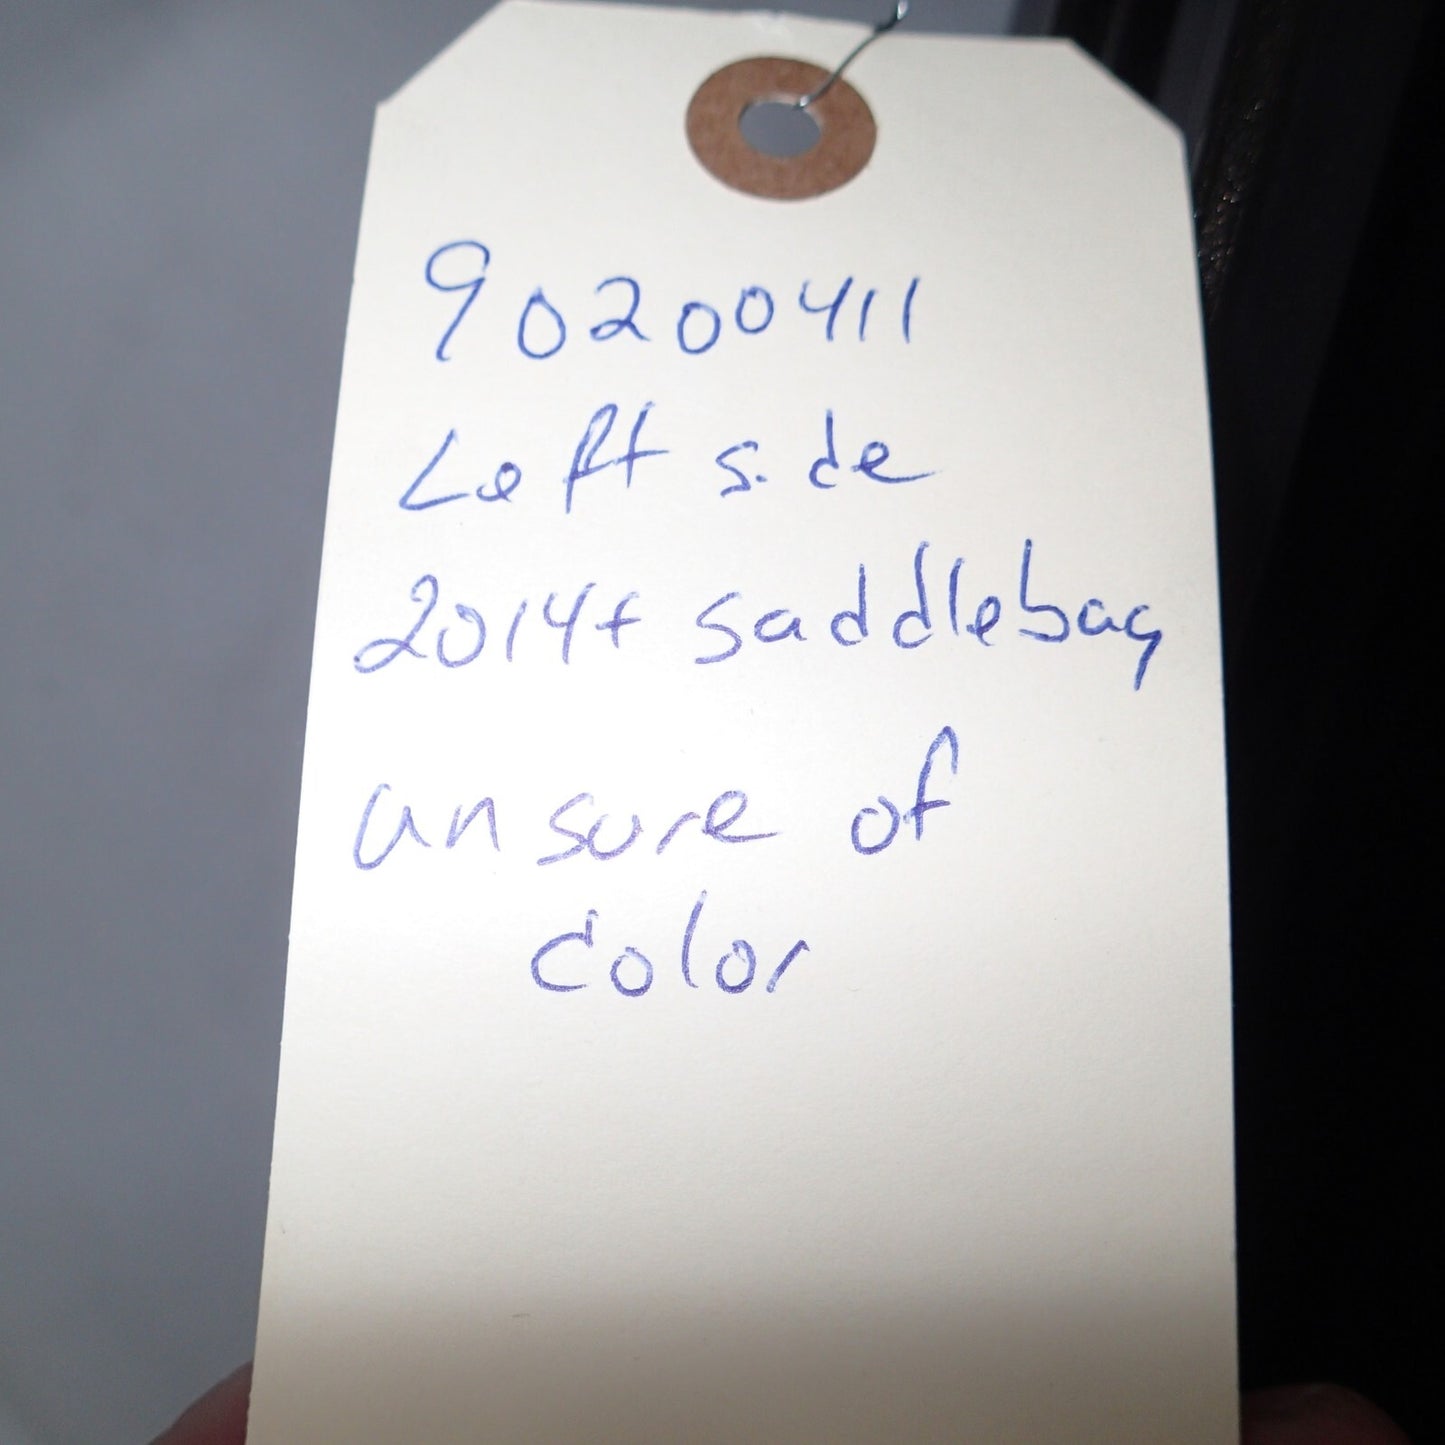 90200411
Left side
2014+ saddlebag
unsure of
color